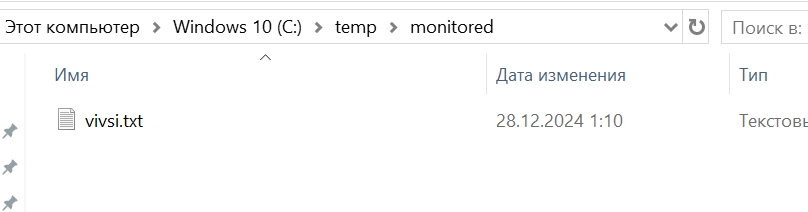 Этот компьютер > Windows 10 (C:) > temp > monitored
Поиск в:
Имя
Дата изменения
Тип
vivsi.txt
28.12.2024 1:10
Текстовы